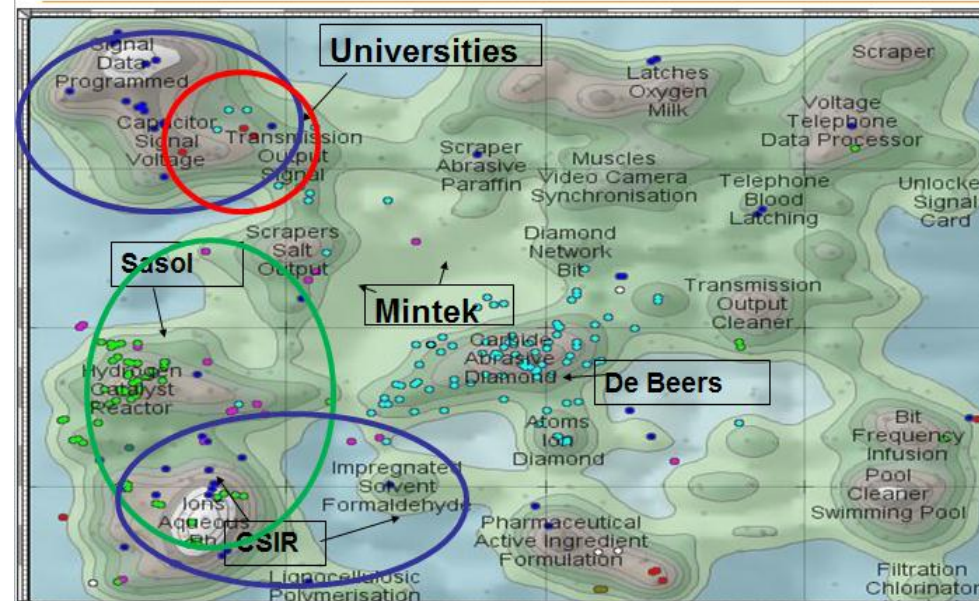 Signal
Data
Programmed
Universities
Latches
Oxygen
Milk
Scraper
Voltage
Telephone
Data Processor
Capacitor
Signal
Voltage
Transmission
Output
Signal
Scraper
Abrasive
Paraffin
Muscles
Video Camera
Synchronisation
Telephone
Blood
Latching
Unlocke
Signal
Card
Scrapers
Salt
Output
Diamond
Network
Bit
Sasol
Mintek
Transmission
Output
Cleaner
Carbide
Abrasive
Diamond
De Beers
Hydrogen
Catalyst
Reactor
Atoms
Ion
Diamond
Bit
Frequency
Infusion
Impregnated
Solvent
Formaldehyde
Pool
Cleaner
Swimming Pool
Ions
Aqueous
Ph
CSIR
Pharmaceutical
Active Ingredient
Formulation
Lignocellulosic
Polymerisation
Filtration
Chlorinator